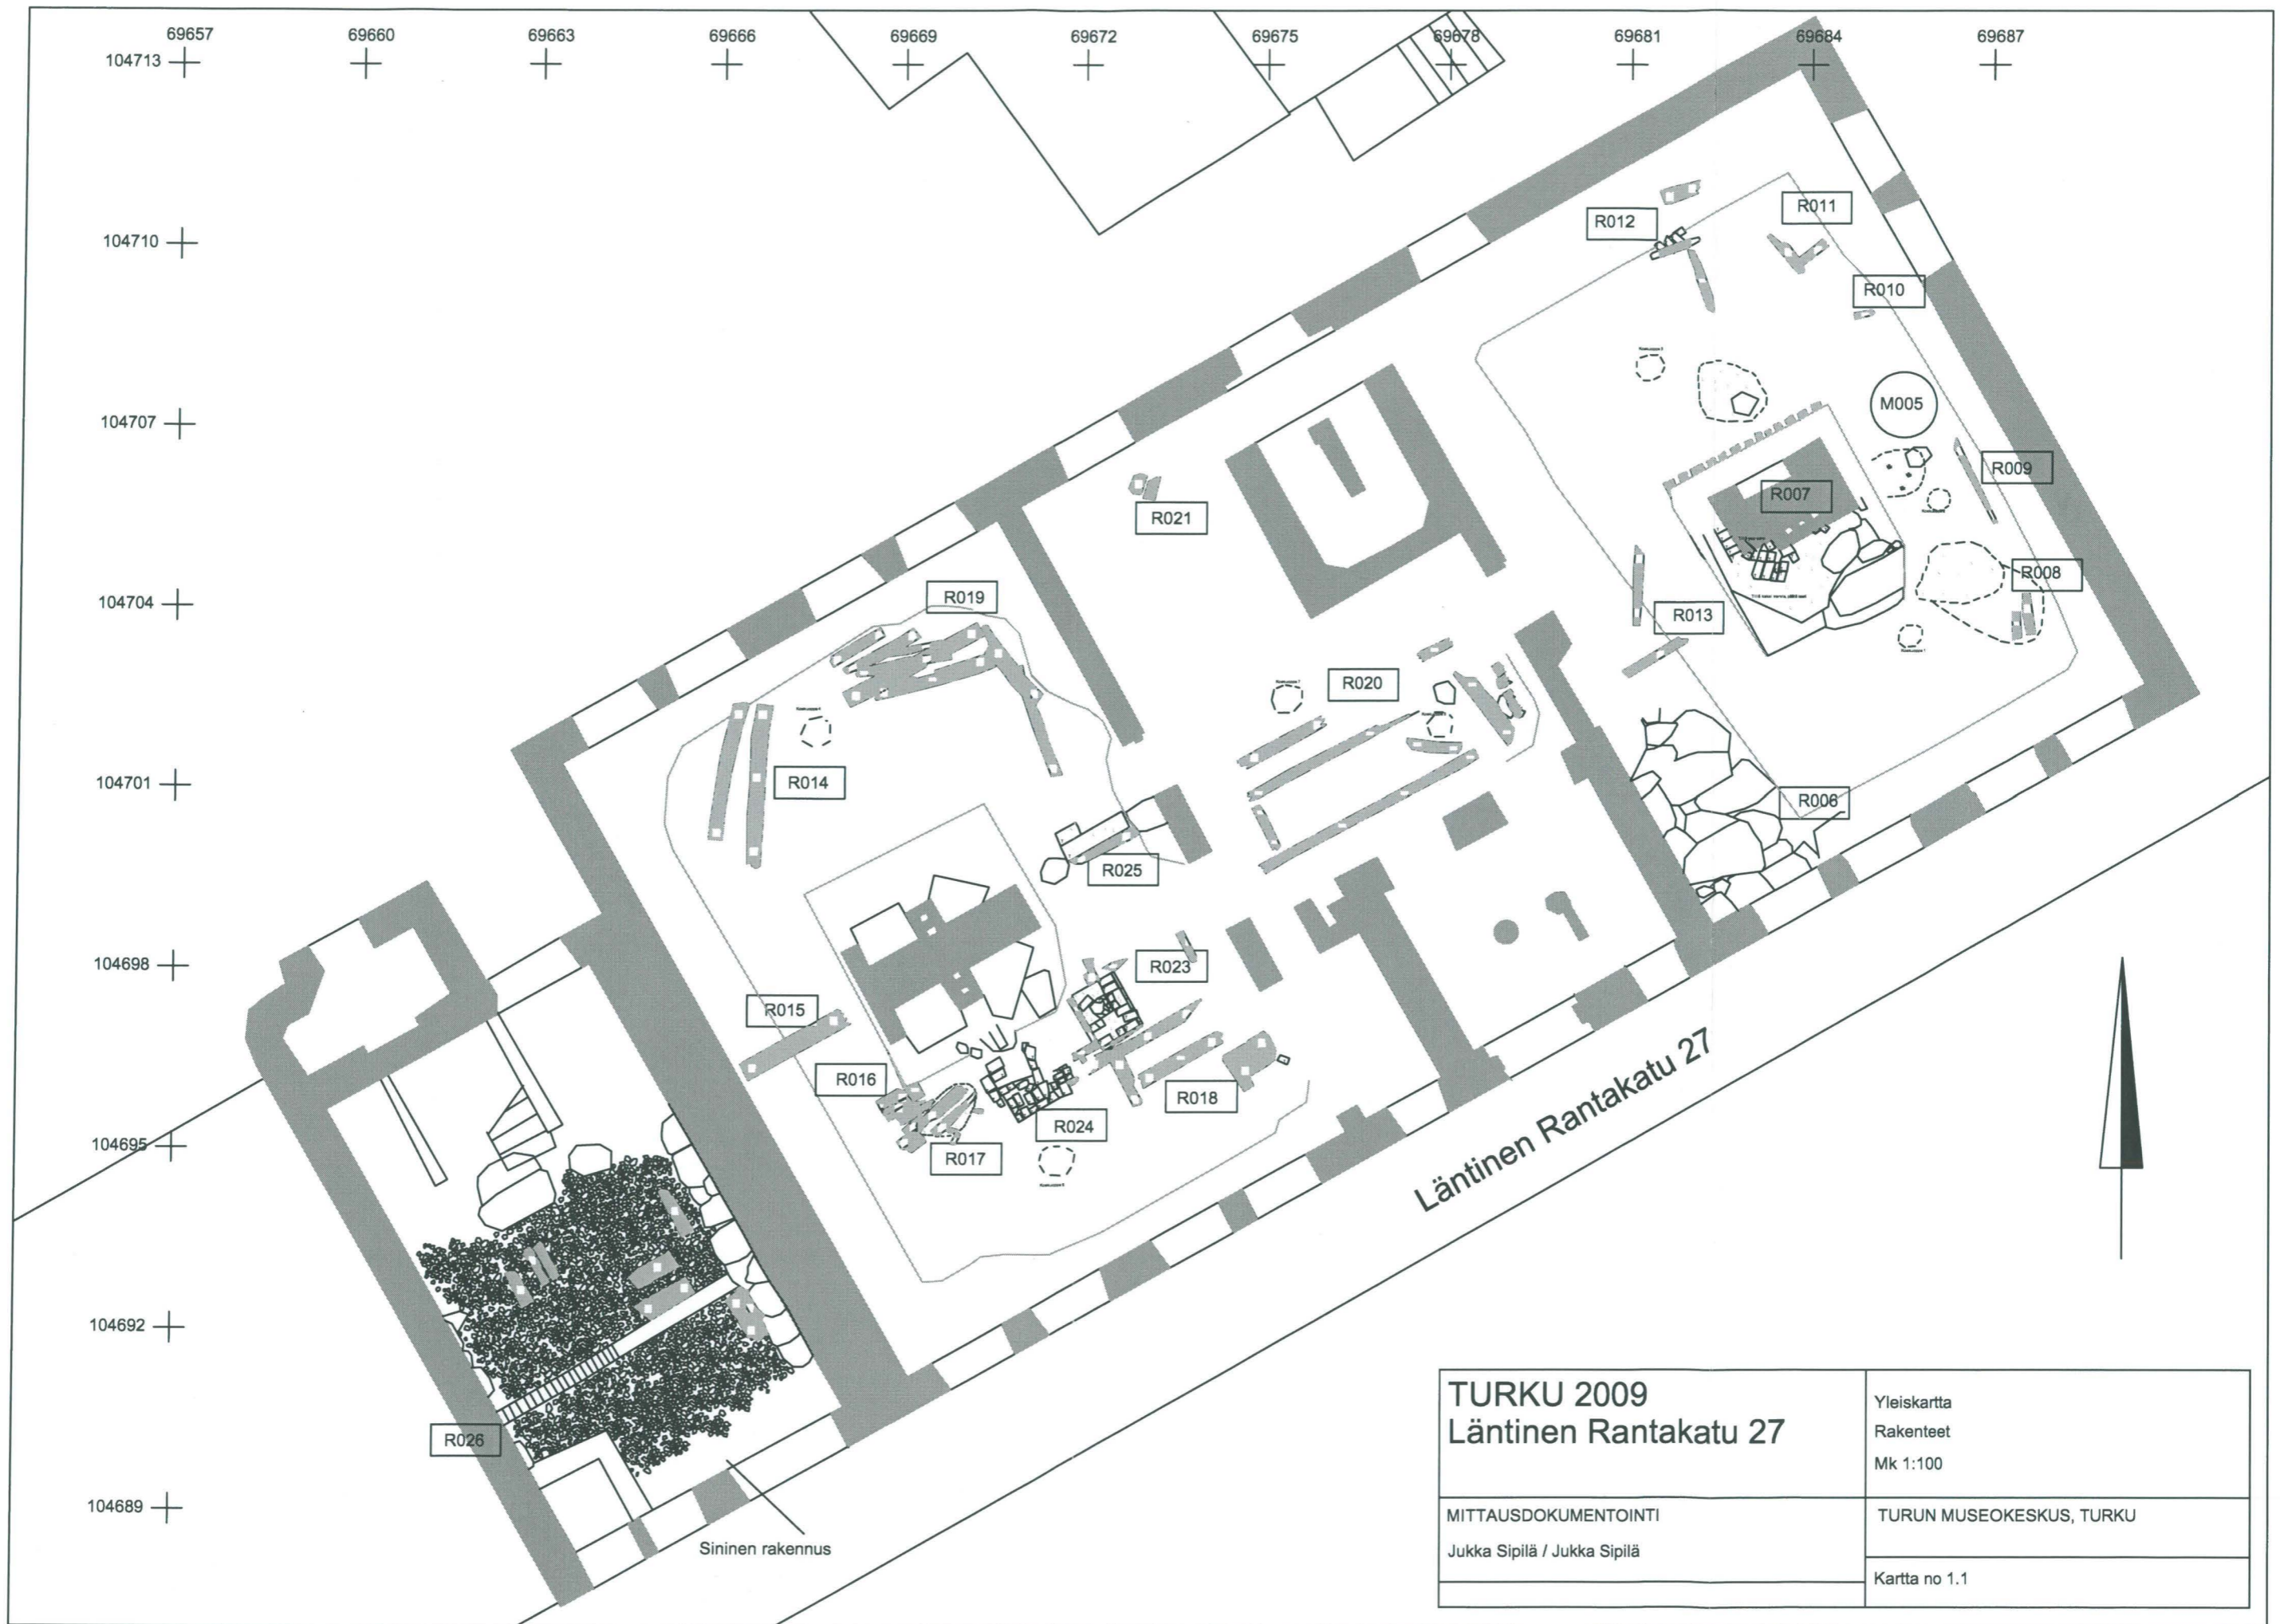 69657 69660 69663 69666 69669 69672 69675 69678 69681 69684 69687
104713
104710
104707
104704
104701
104698
104695
104692
104689
R012
R011
R010
M005
R009
R007
R021
R008
R019
R013
R020
R014
R006
R025
R023
R015
R016
R018
R024
R017
R026
Läntinen Rantakatu 27
Sininen rakennus
TURKU 2009
Läntinen Rantakatu 27
Yleiskartta
Rakenteet
Mk 1:100
MITTAUSDOKUMENTOINTI
Jukka Sipilä / Jukka Sipilä
TURUN MUSEOKESKUS, TURKU
Kartta no 1.1